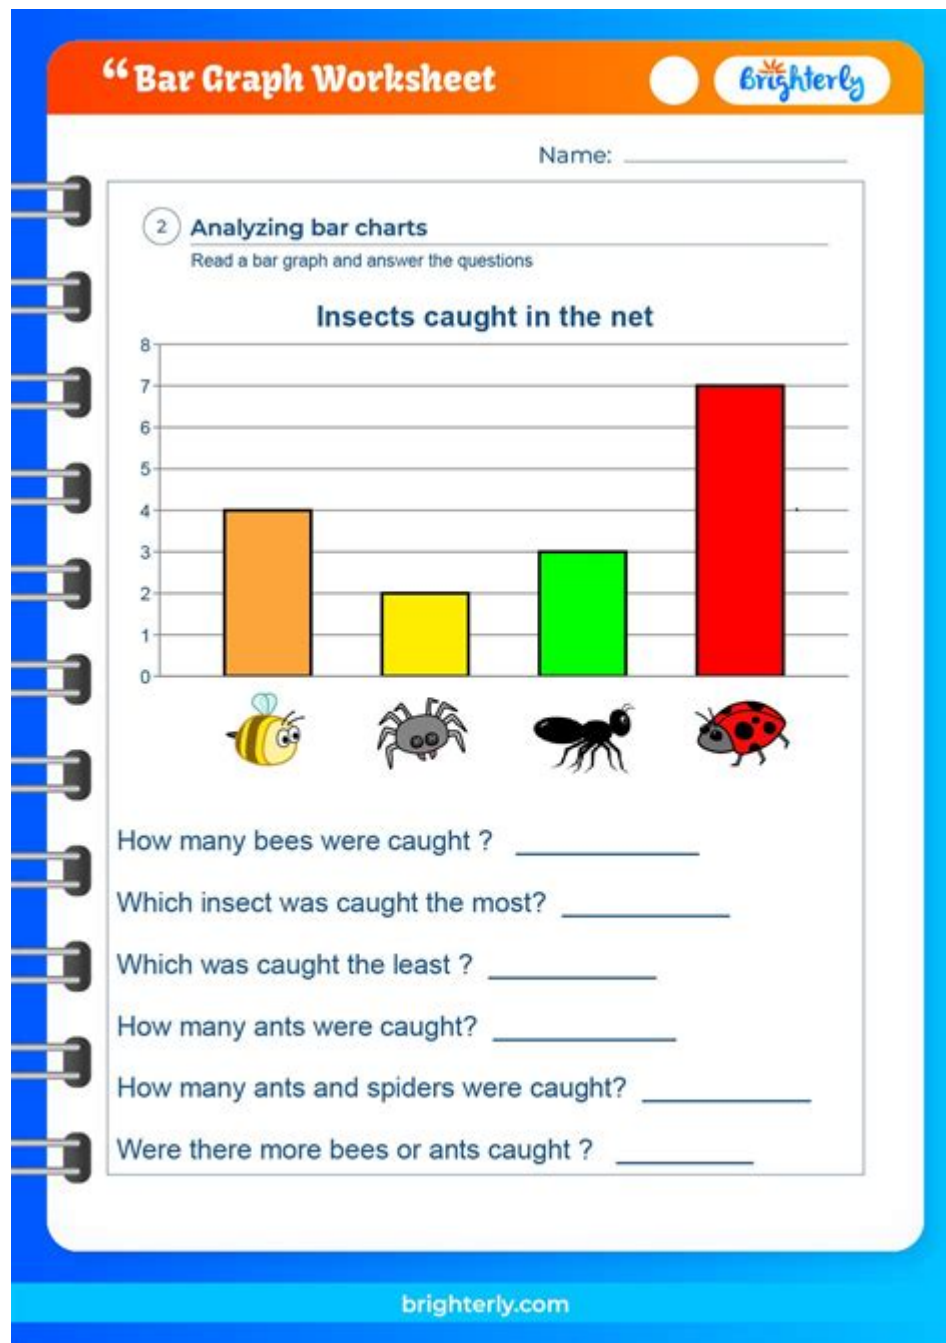 “Bar Graph Worksheet
Brighterly
Name:
2 Analyzing bar charts
Read a bar graph and answer the questions
Insects caught in the net
8
7
6
5
4
3
2
1
0
How many bees were caught ?
Which insect was caught the most?
Which was caught the least ?
How many ants were caught?
How many ants and spiders were caught?
Were there more bees or ants caught ?
brighterly.com